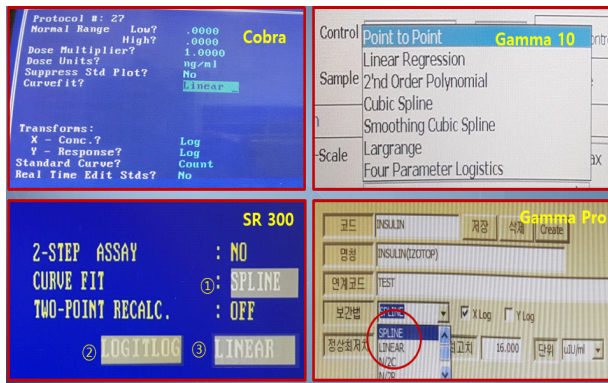 Protocol #: 27
Normal Range Low? .0000
High? .0000
Dose Multiplier? 1.0000
Dose Units? ng/ml
Suppress Std Plot? No
Curvefit? Linear
Transforms:
X - Conc.? Log
Y - Response? Log
Standard Curve? Count
Real Time Edit Stds? No
Cobra
Control
Sample
-Scale
Point to Point
Linear Regression
2'nd Order Polynomial
Cubic Spline
Smoothing Cubic Spline
Largrange
Four Parameter Logistics
Gamma 10
SR 300
2-STEP ASSAY : NO
CURVE FIT ① : SPLINE
TWO-POINT RECALC. : OFF
② LOGITLOG ③ LINEAR
Gamma Pro
코드 INSULIN 저장 삭제 Create
명칭 INSULIN(IZOTOP)
연계코드 TEST
보간법 SPLINE X Log Y Log
SPLINE
LINEAR
N/2C
N/2R
정상최저치 최고치 16.000 단위 uIU/ml